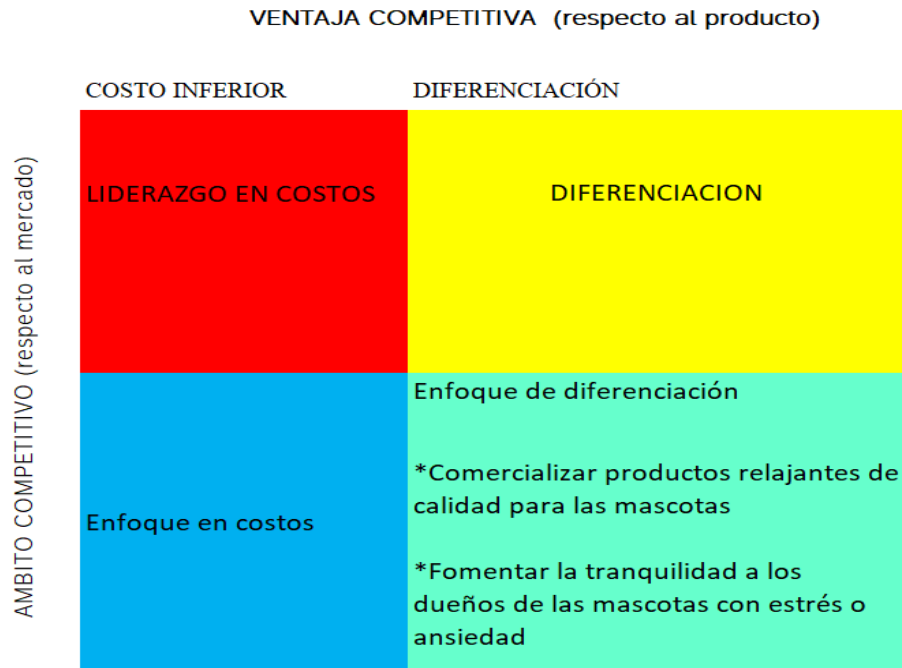 VENTAJA COMPETITIVA (respecto al producto)
COSTO INFERIOR
DIFERENCIACIÓN
AMBITO COMPETITIVO (respecto al mercado)
LIDERAZGO EN COSTOS
DIFERENCIACION
Enfoque en costos
Enfoque de diferenciación
*Comercializar productos relajantes de
calidad para las mascotas
*Fomentar la tranquilidad a los
dueños de las mascotas con estrés o
ansiedad